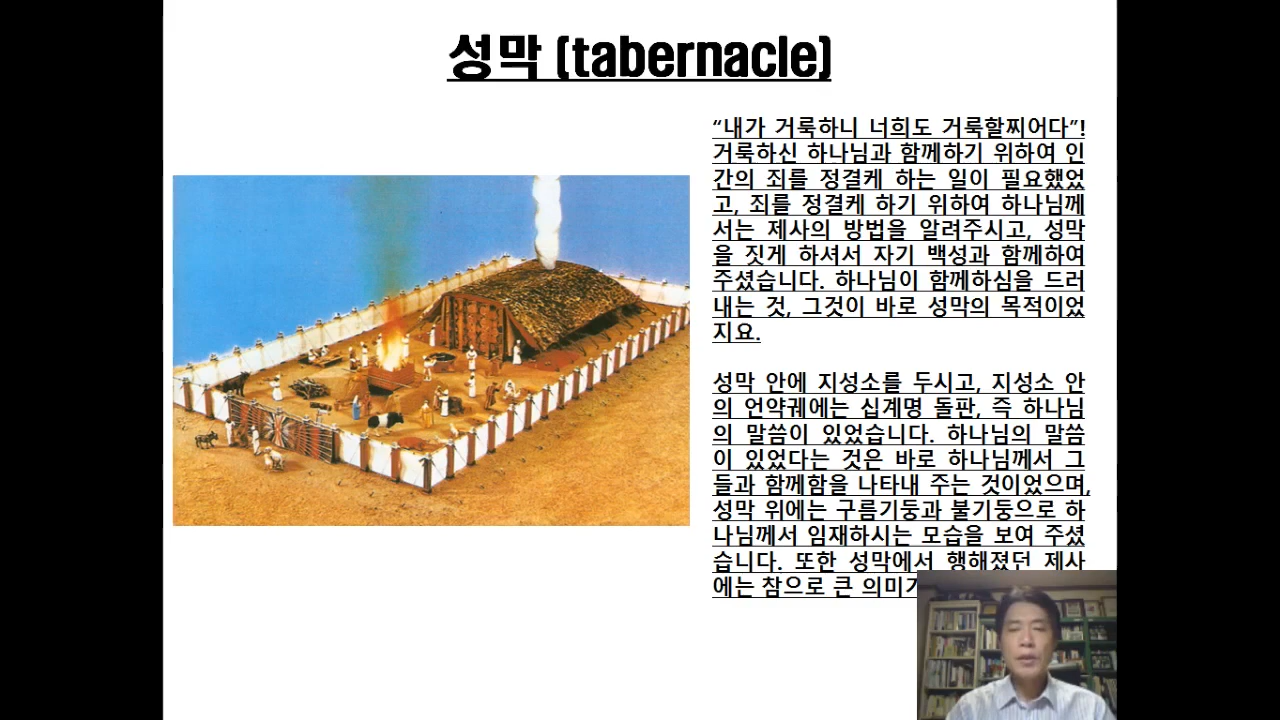 성막 (tabernacle)
“내가 거룩하니 너희도 거룩할찌어다”!
거룩하신 하나님과 함께하기 위하여 인
간의 죄를 정결케 하는 일이 필요했었
고, 죄를 정결케 하기 위하여 하나님께
서는 제사의 방법을 알려주시고, 성막
을 짓게 하셔서 자기 백성과 함께하여
주셨습니다. 하나님이 함께하심을 드러
내는 것, 그것이 바로 성막의 목적이었
지요.
성막 안에 지성소를 두시고, 지성소 안
의 언약궤에는 십계명 돌판, 즉 하나님
의 말씀이 있었습니다. 하나님의 말씀
이 있었다는 것은 바로 하나님께서 그
들과 함께함을 나타내 주는 것이었으며,
성막 위에는 구름기둥과 불기둥으로 하
나님께서 임재하시는 모습을 보여 주셨
습니다. 또한 성막에서 행해졌던 제사
에는 참으로 큰